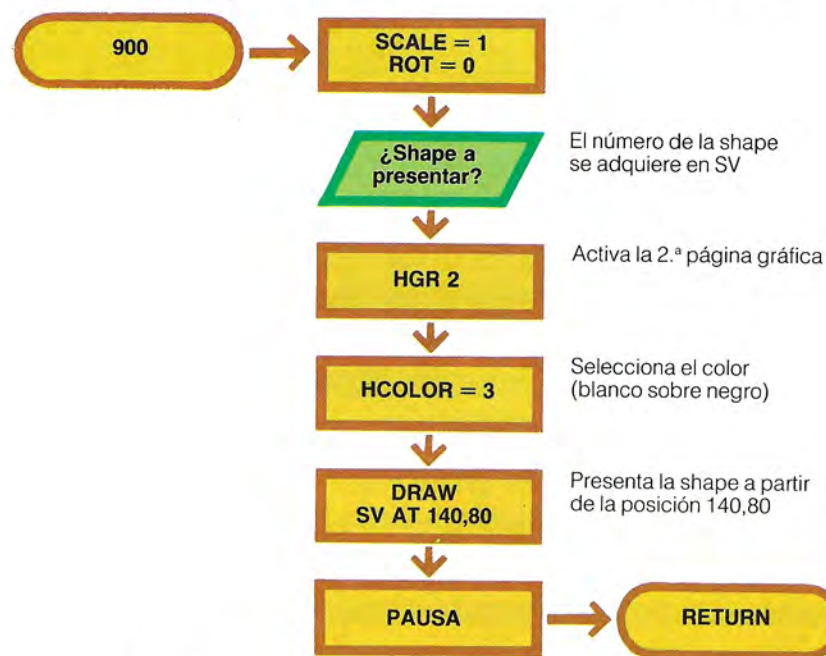 900
SCALE = 1
ROT = 0
¿Shape a
presentar?
El número de la shape
se adquiere en SV
HGR 2
Activa la 2.ª página gráfica
HCOLOR = 3
Selecciona el color
(blanco sobre negro)
DRAW
SV AT 140,80
Presenta la shape a partir
de la posición 140,80
PAUSA
RETURN